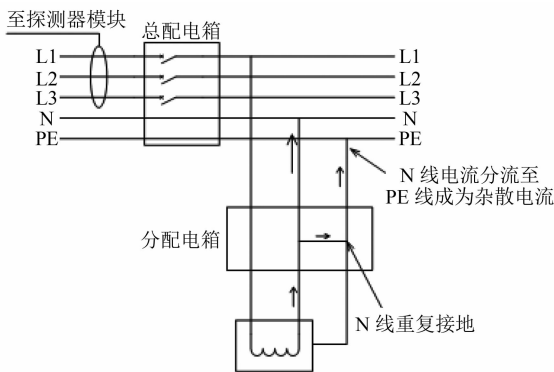 至探测器模块
总配电箱
L1 L1
L2 L2
L3 L3
N N
PE PE
N 线电流分流至
PE 线成为杂散电流
分配电箱
N 线重复接地